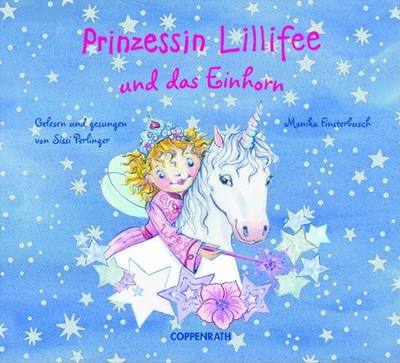 Prinzessin Lillifee
und das Einhorn
Gelesen und gesungen
von Sissi Perlinger
Monika Finsterbusch
COPPENRATH